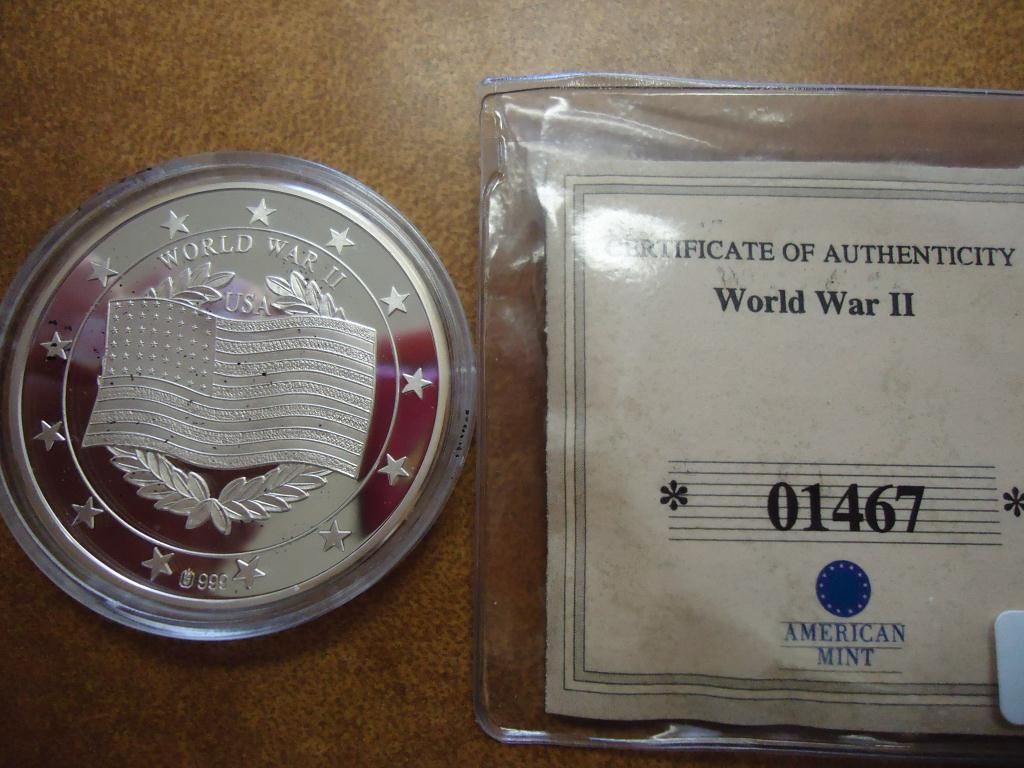 WORLD WAR II
USA
999
CERTIFICATE OF AUTHENTICITY
World War II
* 01467 *
AMERICAN
MINT